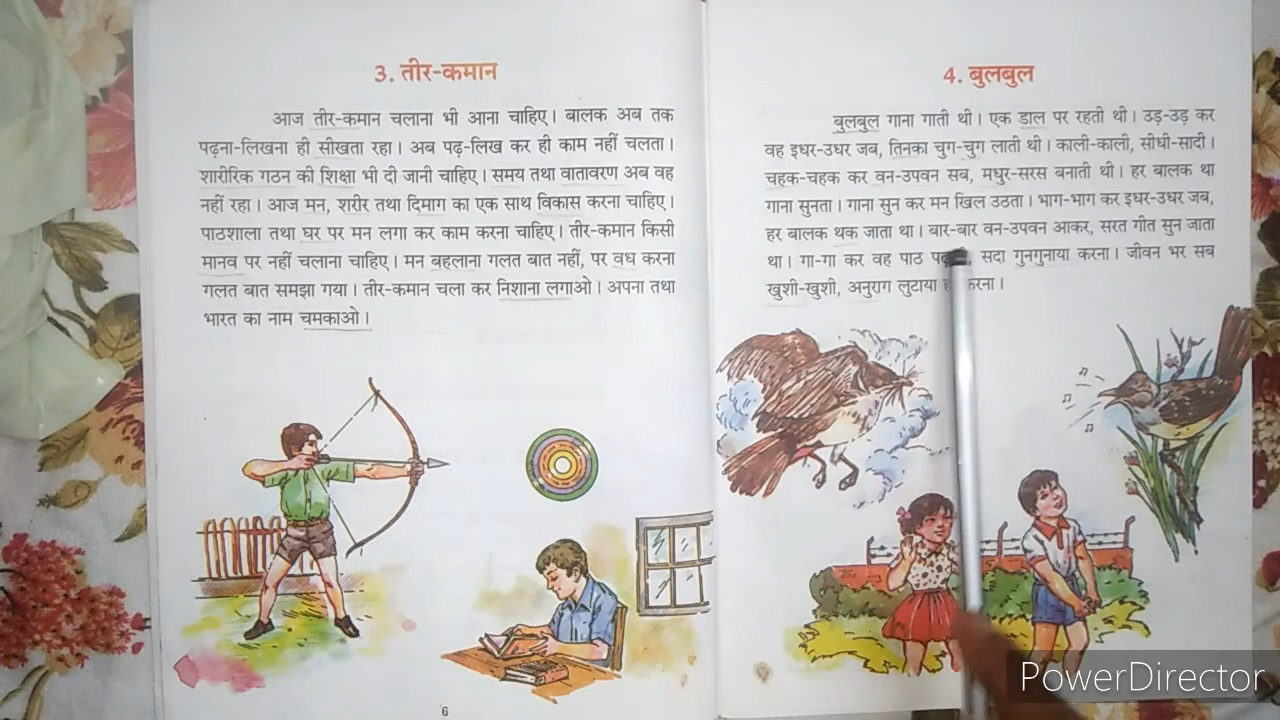 3. तीर-कमान
आज तीर-कमान चलाना भी आना चाहिए। बालक अब तक
पढ़ना-लिखना ही सीखता रहा। अब पढ़-लिख कर ही काम नहीं चलता।
शारीरिक गठन की शिक्षा भी दी जानी चाहिए। समय तथा वातावरण अब वह
नहीं रहा। आज मन, शरीर तथा दिमाग का एक साथ विकास करना चाहिए।
पाठशाला तथा घर पर मन लगा कर काम करना चाहिए। तीर-कमान किसी
मानव पर नहीं चलाना चाहिए। मन बहलाना गलत बात नहीं, पर वध करना
गलत बात समझा गया। तीर-कमान चला कर निशाना लगाओ। अपना तथा
भारत का नाम चमकाओ।
6
4. बुलबुल
बुलबुल गाना गाती थी। एक डाल पर रहती थी। उड़-उड़ कर
वह इधर-उधर जब, तिनका चुग-चुग लाती थी। काली-काली, सीधी-सादी।
चहक-चहक कर वन-उपवन सब, मधुर-सरस बनाती थी। हर बालक था
गाना सुनता। गाना सुन कर मन खिल उठता। भाग-भाग कर इधर-उधर जब,
हर बालक थक जाता था। बार-बार वन-उपवन आकर, सरत गीत सुन जाता
था। गा-गा कर वह पाठ सदा गुनगुनाया करना। जीवन भर सब
खुशी-खुशी, अनुराग लुटाया करना।
PowerDirector